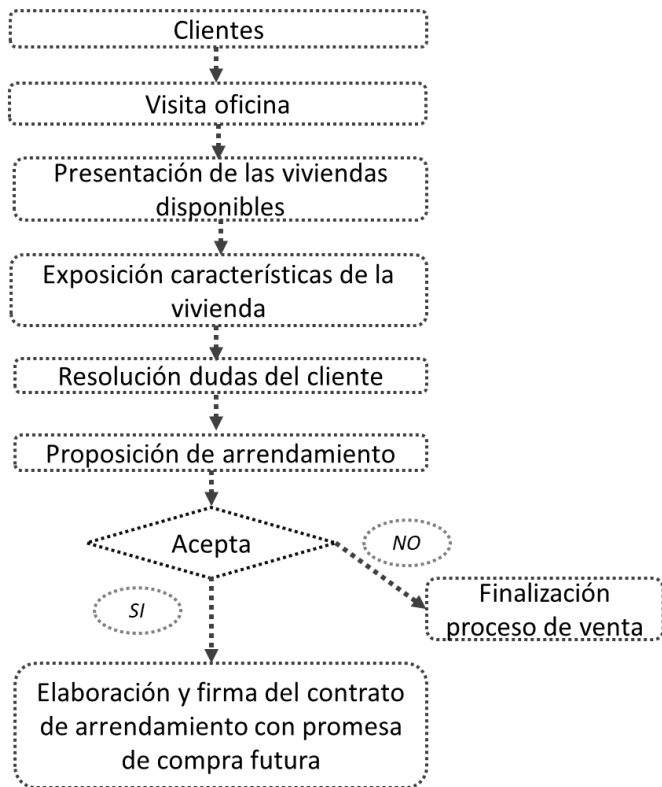 Clientes
Visita oficina
Presentación de las viviendas
disponibles
Exposición características de la
vivienda
Resolución dudas del cliente
Proposición de arrendamiento
Acepta
NO
SI
Finalización
proceso de venta
Elaboración y firma del contrato
de arrendamiento con promesa
de compra futura